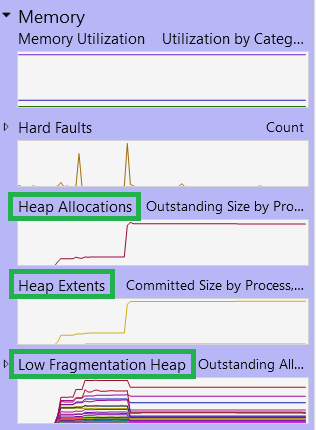 Memory
Memory Utilization Utilization by Categ...
Hard Faults Count
Heap Allocations Outstanding Size by Pro...
Heap Extents Committed Size by Process,...
Low Fragmentation Heap Outstanding All...